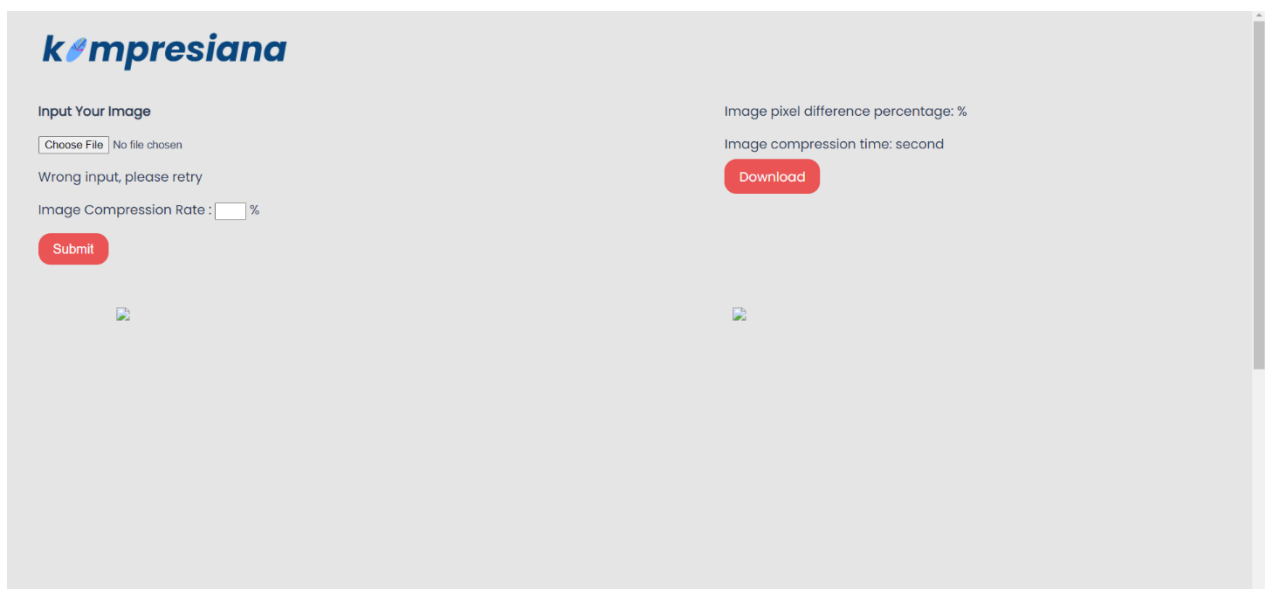 kompresiana
Input Your Image
Choose File No file chosen
Wrong input, please retry
Image Compression Rate : %
Submit
Image pixel difference percentage: %
Image compression time: second
Download